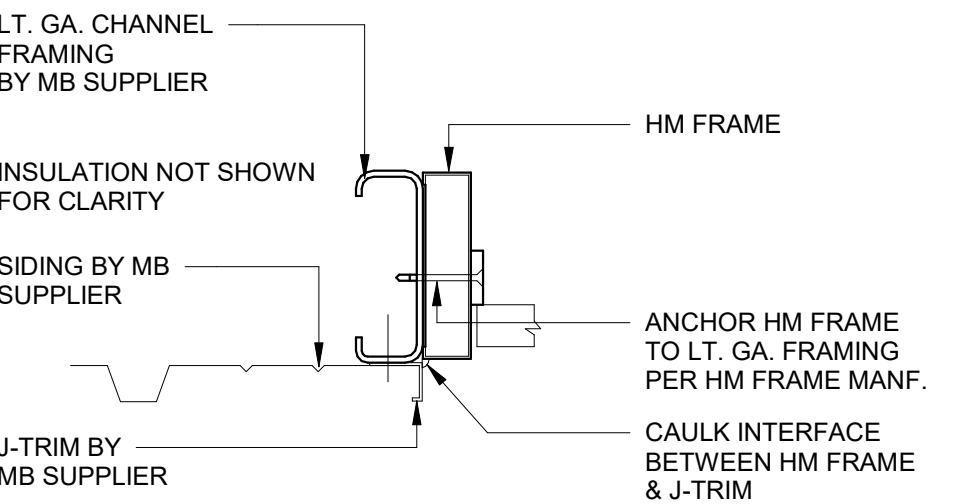 LT. GA. CHANNEL
FRAMING
BY MB SUPPLIER
INSULATION NOT SHOWN
FOR CLARITY
SIDING BY MB
SUPPLIER
J-TRIM BY
MB SUPPLIER
HM FRAME
ANCHOR HM FRAME
TO LT. GA. FRAMING
PER HM FRAME MANF.
CAULK INTERFACE
BETWEEN HM FRAME
& J-TRIM